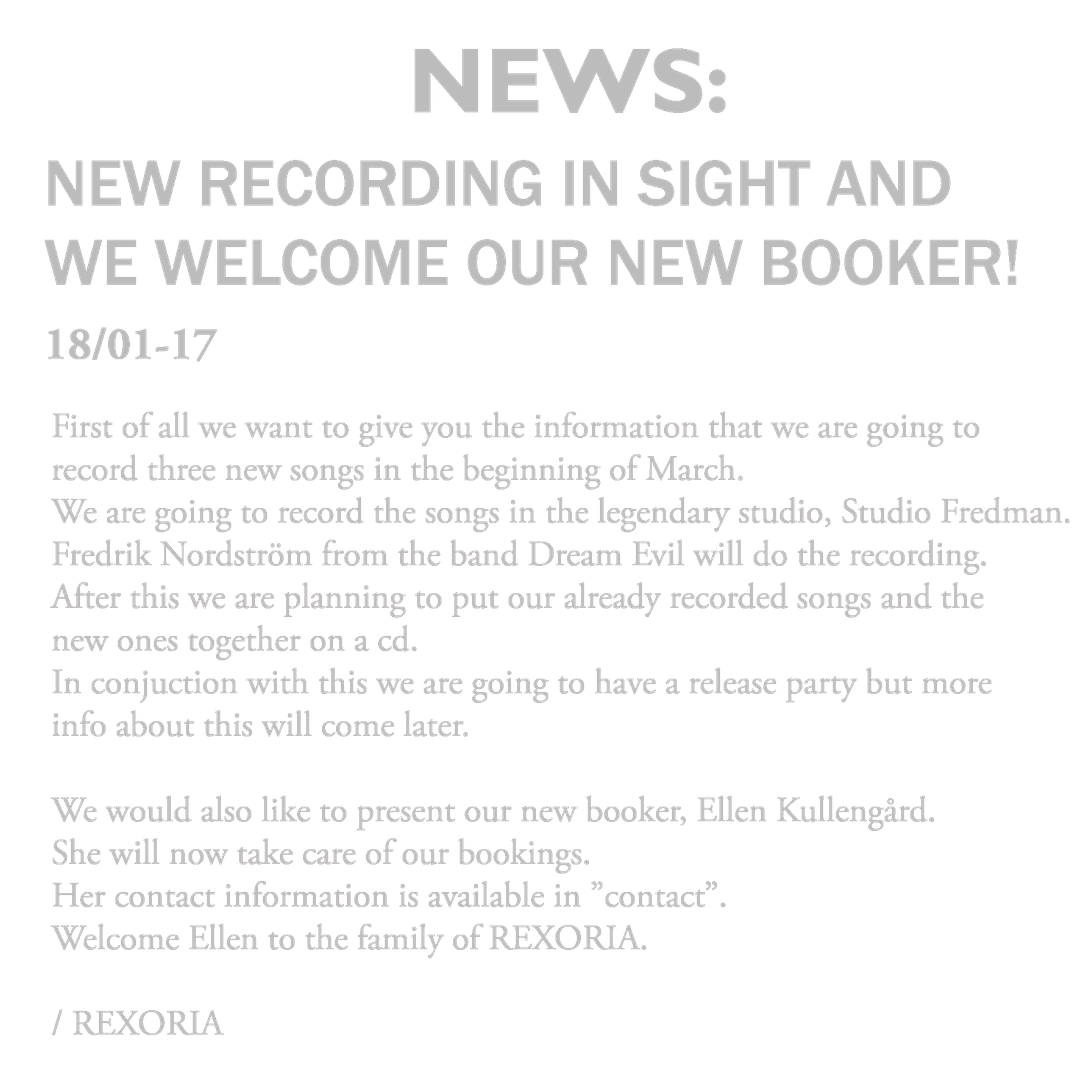 NEWS:
NEW RECORDING IN SIGHT AND
WE WELCOME OUR NEW BOOKER!
18/01-17
First of all we want to give you the information that we are going to
record three new songs in the beginning of March.
We are going to record the songs in the legendary studio, Studio Fredman.
Fredrik Nordström from the band Dream Evil will do the recording.
After this we are planning to put our already recorded songs and the
new ones together on a cd.
In conjuction with this we are going to have a release party but more
info about this will come later.
We would also like to present our new booker, Ellen Kullengård.
She will now take care of our bookings.
Her contact information is available in ”contact”.
Welcome Ellen to the family of REXORIA.
/ REXORIA